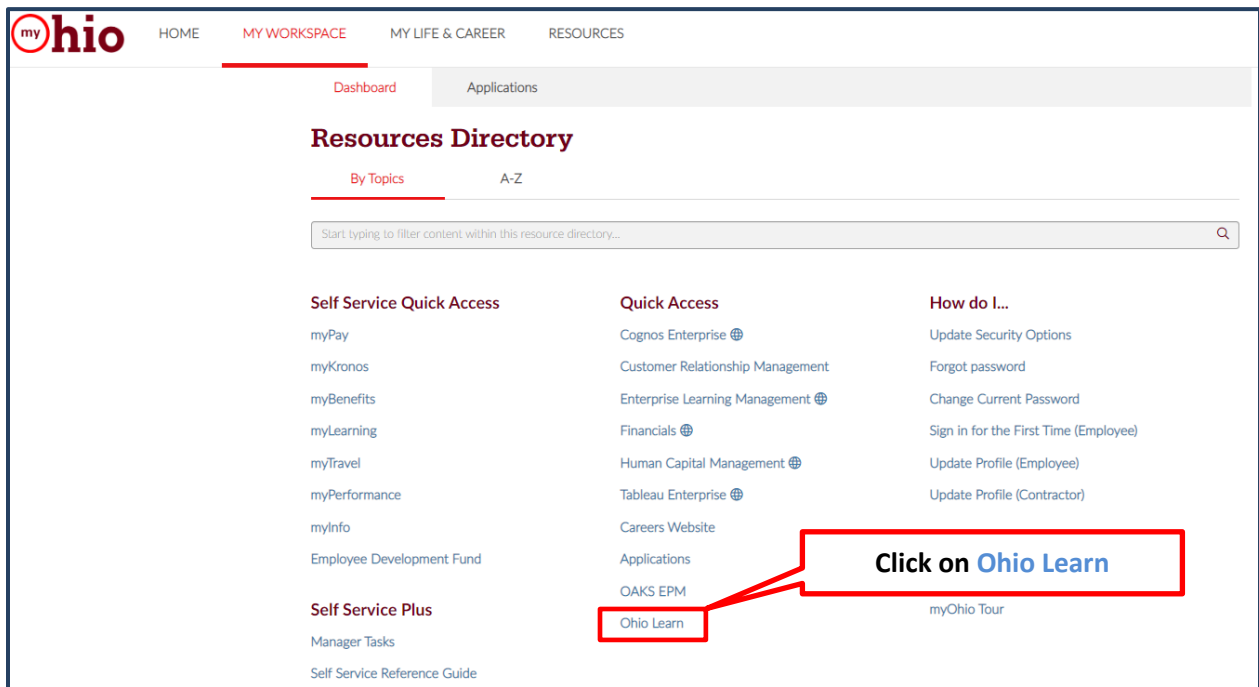 my Ohio HOME MY WORKSPACE MY LIFE & CAREER RESOURCES
Dashboard Applications
Resources Directory
By Topics A-Z
Start typing to filter content within this resource directory...
Self Service Quick Access
myPay
myKronos
myBenefits
myLearning
myTravel
myPerformance
myInfo
Employee Development Fund
Self Service Plus
Manager Tasks
Self Service Reference Guide
Quick Access
Cognos Enterprise
Customer Relationship Management
Enterprise Learning Management
Financials
Human Capital Management
Tableau Enterprise
Careers Website
Applications
OAKS EPM
Ohio Learn
How do I...
Update Security Options
Forgot password
Change Current Password
Sign in for the First Time (Employee)
Update Profile (Employee)
Update Profile (Contractor)
Click on Ohio Learn
myOhio Tour